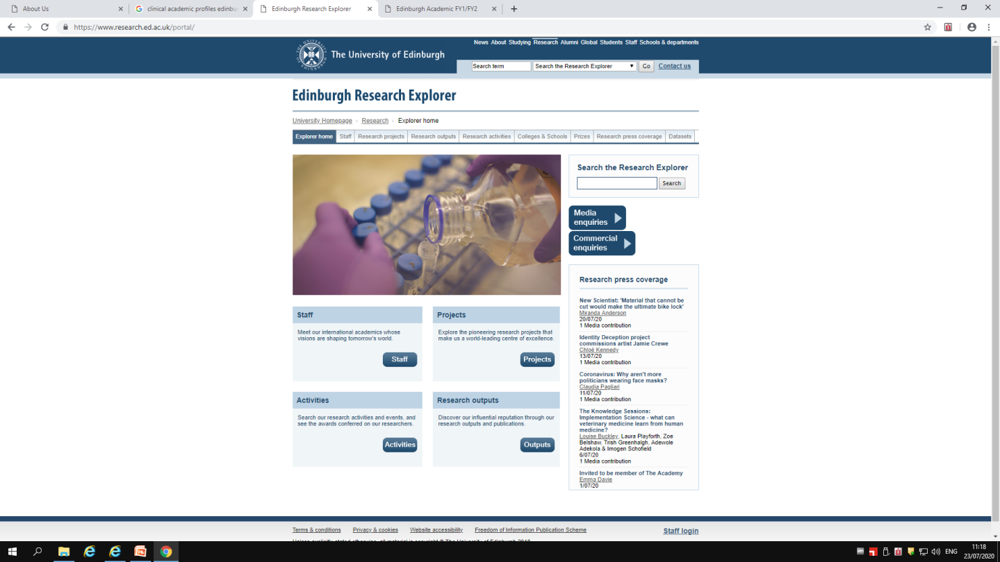 About Us
clinical academic profiles edinbu
Edinburgh Research Explorer
Edinburgh Academic FY1/FY2
https://www.research.ed.ac.uk/portal/
The University of Edinburgh
News About Studying Research Alumni Global Students Staff Schools & departments
Search term
Search the Research Explorer
Go
Contact us
Edinburgh Research Explorer
University Homepage
Research
Explorer home
Explorer home
Staff
Research projects
Research outputs
Research activities
Colleges & Schools
Prizes
Research press coverage
Datasets
Search the Research Explorer
Search
Media
enquiries
Commercial
enquiries
Staff
Meet our international academics whose
visions are shaping tomorrow's world.
Staff
Projects
Explore the pioneering research projects that
make us a world-leading centre of excellence.
Projects
Activities
Search our research activities and events, and
see the awards conferred on our researchers.
Activities
Research outputs
Discover our influential reputation through our
research outputs and publications.
Outputs
Research press coverage
New Scientist: 'Material that cannot be
cut would make the ultimate bike lock'
Miranda Anderson
20/07/20
1 Media contribution
Identity Deception project
commissions artist Jamie Crewe
Chloë Kennedy
13/07/20
1 Media contribution
Coronavirus: Why aren't more
politicians wearing face masks?
Claudia Pagliari
11/07/20
1 Media contribution
The Knowledge Sessions:
Implementation Science - what can
veterinary medicine learn from human
medicine?
Louise Buckley, Laura Playforth, Zoe
Belshaw, Trish Greenhalgh, Adewole
Adekola & Imogen Schofield
6/07/20
1 Media contribution
Invited to be member of The Academy
Emma Davie
1/07/20
Terms & conditions
Privacy & cookies
Website accessibility
Freedom of Information Publication Scheme
Staff login
Unless explicitly stated otherwise, all material is copyright © The University of Edinburgh
ENG
11:18
23/07/2020